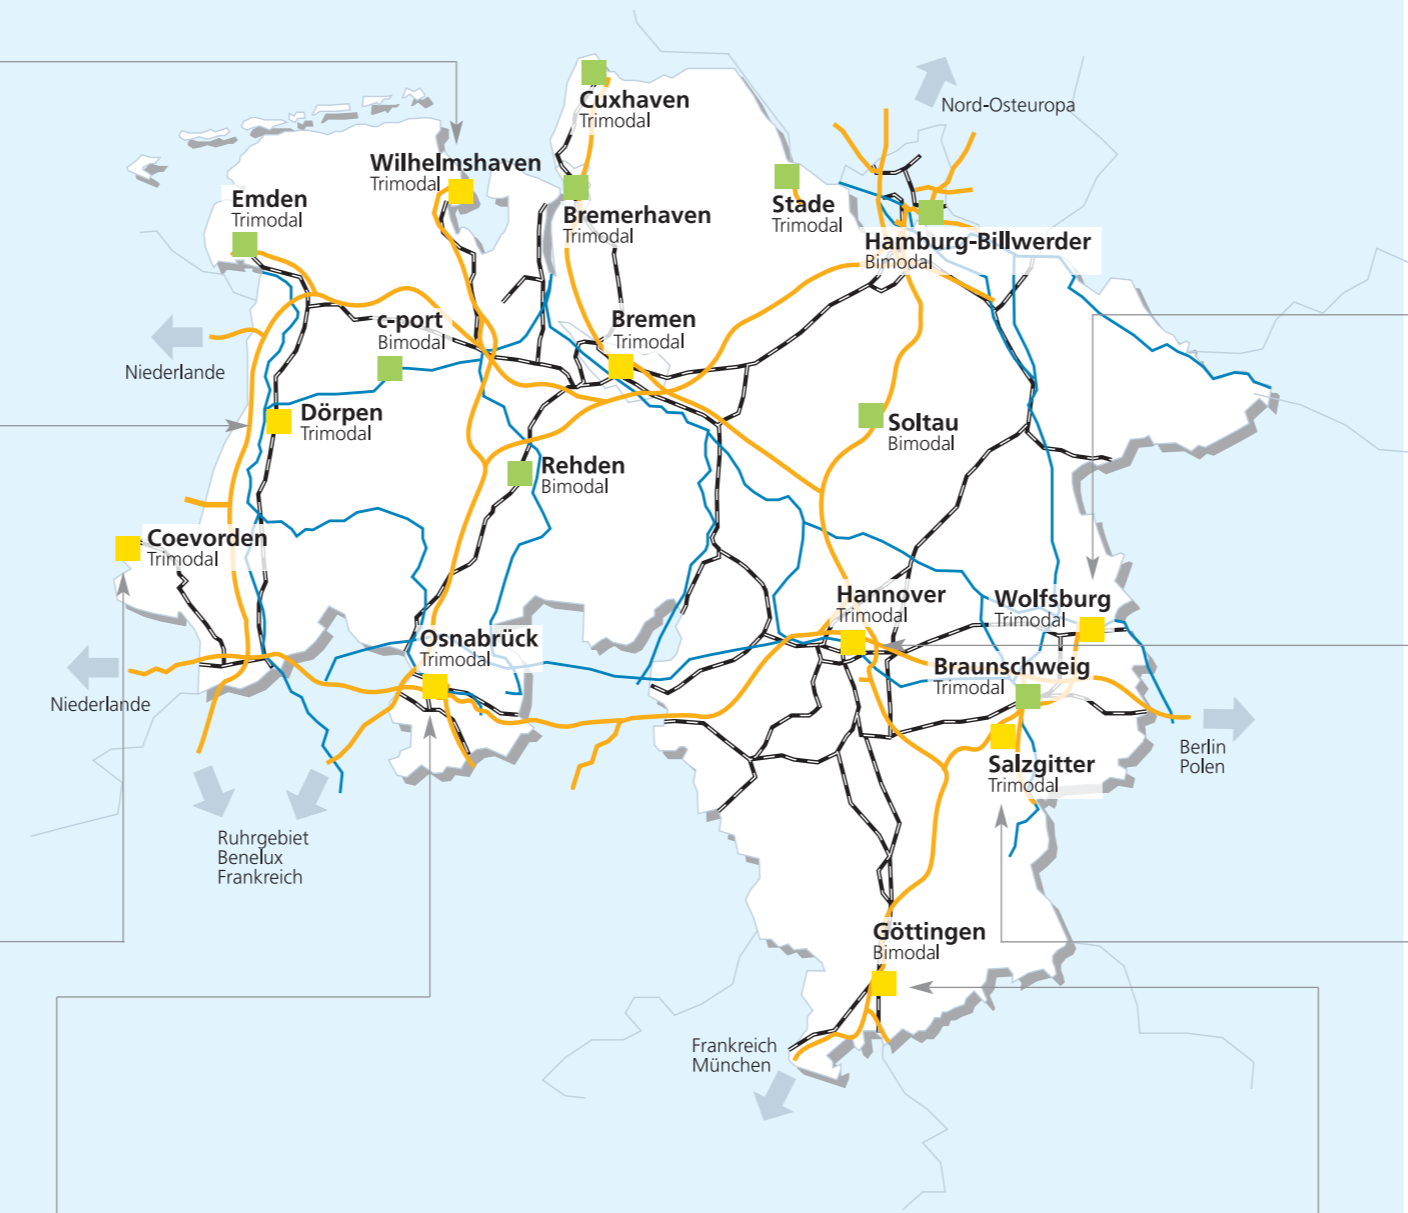 Cuxhaven
Trimodal
Nord-Osteuropa
Wilhelmshaven
Trimodal
Emden
Trimodal
Bremerhaven
Trimodal
Stade
Trimodal
Hamburg-Billwerder
Bimodal
c-port
Bimodal
Bremen
Trimodal
Niederlande
Dörpen
Trimodal
Soltau
Bimodal
Rehden
Bimodal
Coevorden
Trimodal
Hannover
Trimodal
Wolfsburg
Trimodal
Osnabrück
Trimodal
Braunschweig
Trimodal
Niederlande
Berlin
Polen
Salzgitter
Trimodal
Ruhrgebiet
Benelux
Frankreich
Göttingen
Bimodal
Frankreich
München